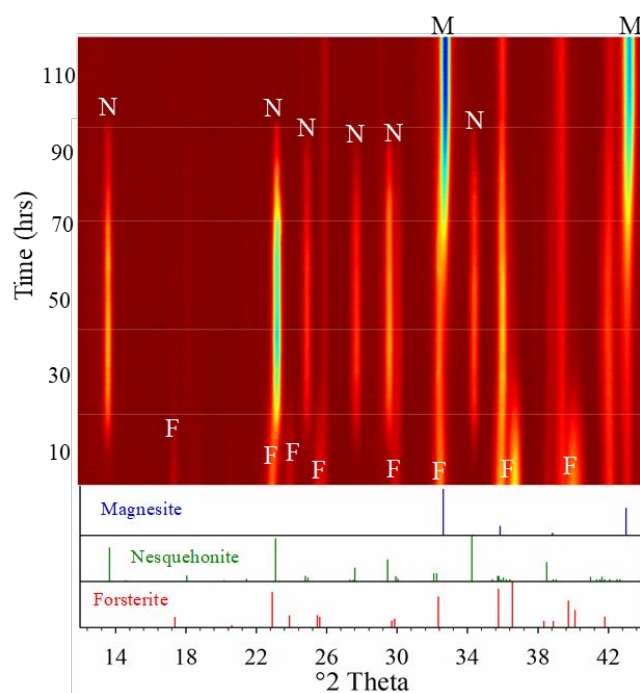 M M
110
N N
N N N N
90
70
Time (hrs)
50
30
F
10
F F F F F F F
Magnesite
Nesquehonite
Forsterite
14 18 22 26 30 34 38 42
°2 Theta